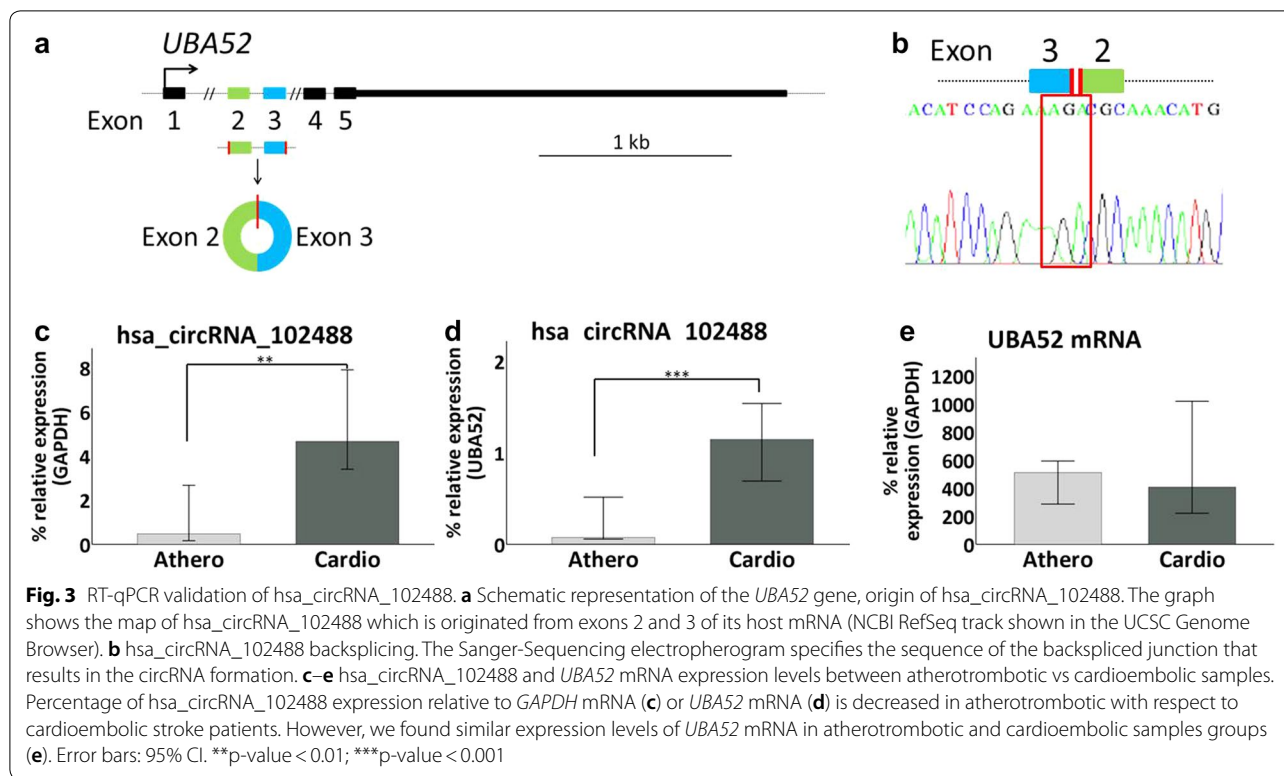 a
UBA52
// //
Exon 1 2 3 4 5
1 kb
Exon 2 Exon 3
b
Exon 3 2
ACATCCAGAAAGACGCAAACATG
c
hsa_circRNA_102488
% relative expression
(GAPDH)
8
6
4
2
0
**
Athero Cardio
d
hsa circRNA 102488
% relative expression
(UBA52)
2
1
0
***
Athero Cardio
e
UBA52 mRNA
% relative
expression (GAPDH)
1200
1000
800
600
400
200
0
Athero Cardio
Fig. 3 RT-qPCR validation of hsa_circRNA_102488. a Schematic representation of the UBA52 gene, origin of hsa_circRNA_102488. The graph
shows the map of hsa_circRNA_102488 which is originated from exons 2 and 3 of its host mRNA (NCBI RefSeq track shown in the UCSC Genome
Browser). b hsa_circRNA_102488 backsplicing. The Sanger-Sequencing electropherogram specifies the sequence of the backspliced junction that
results in the circRNA formation. c–e hsa_circRNA_102488 and UBA52 mRNA expression levels between atherotrombotic vs cardioembolic samples.
Percentage of hsa_circRNA_102488 expression relative to GAPDH mRNA (c) or UBA52 mRNA (d) is decreased in atherotrombotic with respect to
cardioembolic stroke patients. However, we found similar expression levels of UBA52 mRNA in atherotrombotic and cardioembolic samples groups
(e). Error bars: 95% CI. **p-value < 0.01; ***p-value < 0.001